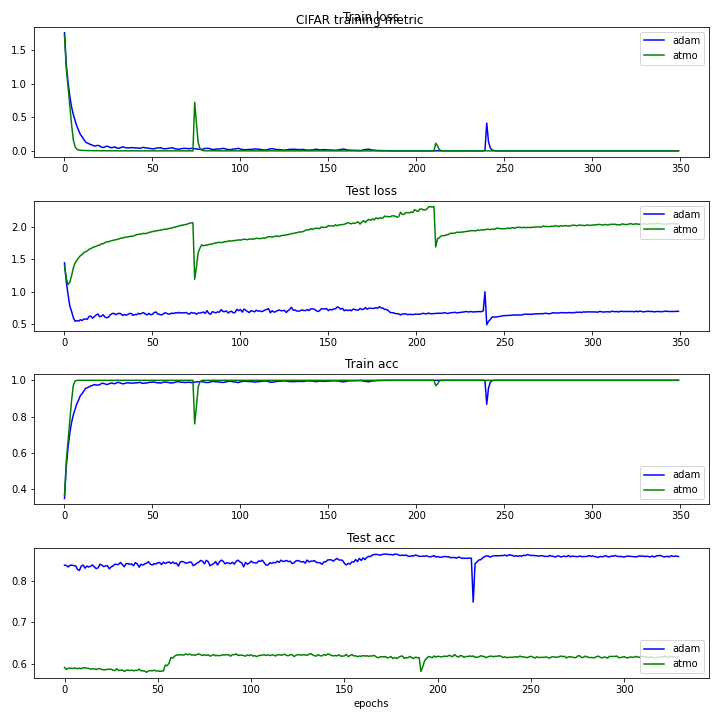 Train loss
CIFAR training metric
adam
atmo
1.5
1.0
0.5
0.0
0 50 100 150 200 250 300 350
Test loss
adam
atmo
2.0
1.5
1.0
0.5
0 50 100 150 200 250 300 350
Train acc
1.0
0.8
0.6
0.4
adam
atmo
0 50 100 150 200 250 300 350
Test acc
0.8
0.7
0.6
adam
atmo
0 50 100 150 200 250 300
epochs